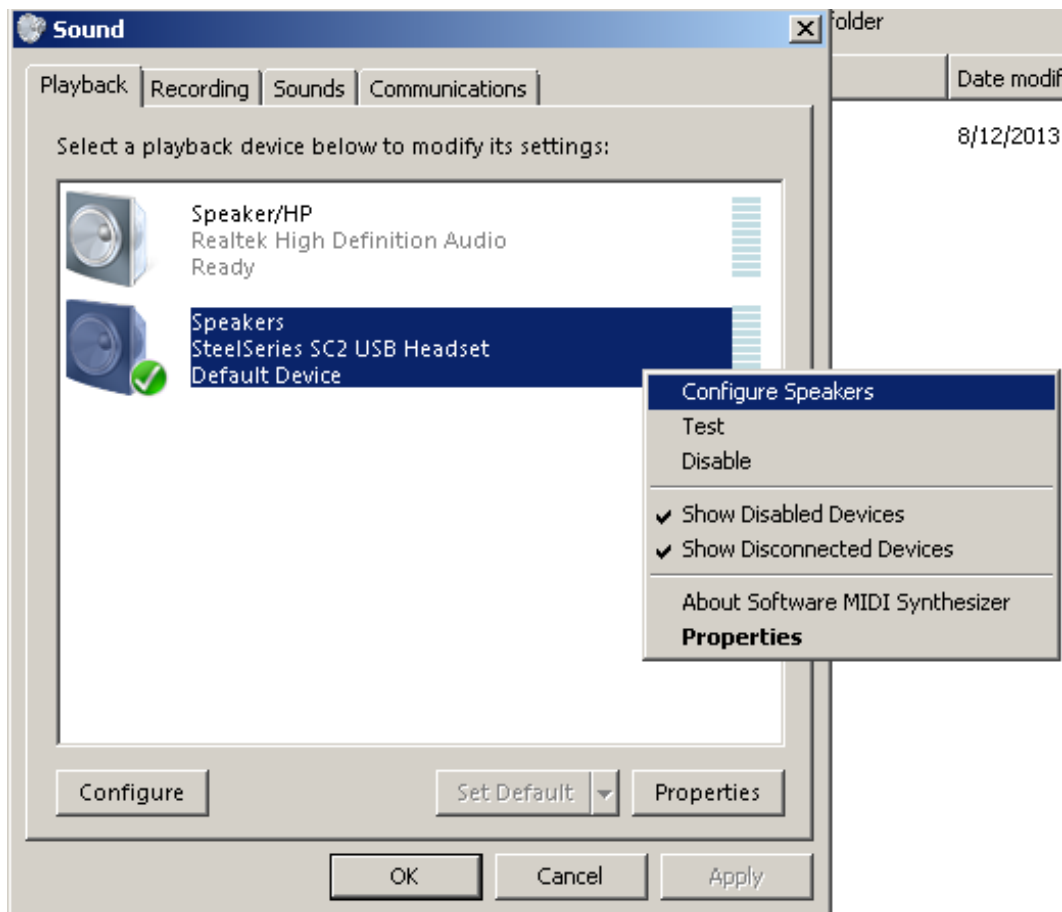 Sound
older
Playback
Recording
Sounds
Communications
Date modif
8/12/2013
Select a playback device below to modify its settings:
Speaker/HP
Realtek High Definition Audio
Ready
Speakers
SteelSeries SC2 USB Headset
Default Device
Configure Speakers
Test
Disable
Show Disabled Devices
Show Disconnected Devices
About Software MIDI Synthesizer
Properties
Configure
Set Default
Properties
OK
Cancel
Apply